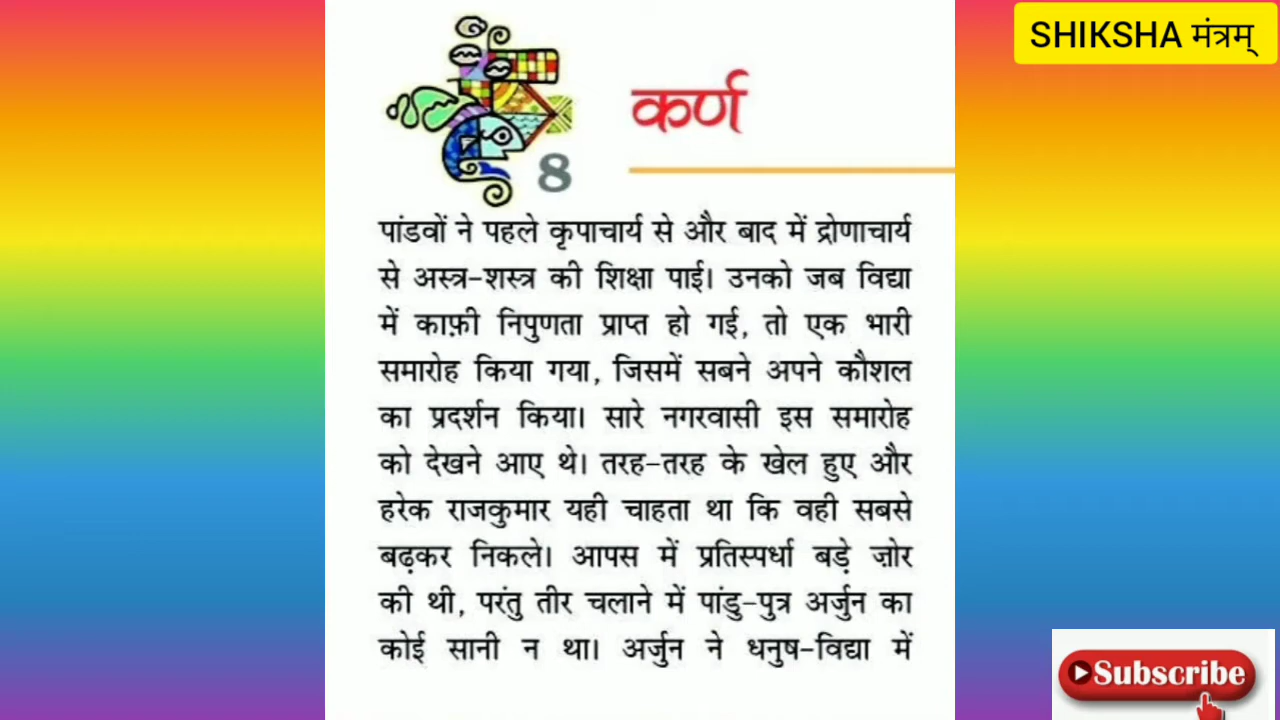 SHIKSHA मंत्रम्
कर्ण
8
पांडवों ने पहले कृपाचार्य से और बाद में द्रोणाचार्य
से अस्त्र-शस्त्र की शिक्षा पाई। उनको जब विद्या
में काफ़ी निपुणता प्राप्त हो गई, तो एक भारी
समारोह किया गया, जिसमें सबने अपने कौशल
का प्रदर्शन किया। सारे नगरवासी इस समारोह
को देखने आए थे। तरह-तरह के खेल हुए और
हरेक राजकुमार यही चाहता था कि वही सबसे
बढ़कर निकले। आपस में प्रतिस्पर्धा बड़े ज़ोर
की थी, परंतु तीर चलाने में पांडु-पुत्र अर्जुन का
कोई सानी न था। अर्जुन ने धनुष-विद्या में
Subscribe